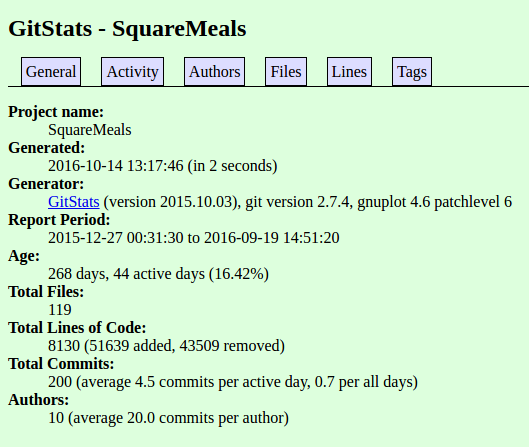 GitStats - SquareMeals
General Activity Authors Files Lines Tags
Project name:
SquareMeals
Generated:
2016-10-14 13:17:46 (in 2 seconds)
Generator:
GitStats (version 2015.10.03), git version 2.7.4, gnuplot 4.6 patchlevel 6
Report Period:
2015-12-27 00:31:30 to 2016-09-19 14:51:20
Age:
268 days, 44 active days (16.42%)
Total Files:
119
Total Lines of Code:
8130 (51639 added, 43509 removed)
Total Commits:
200 (average 4.5 commits per active day, 0.7 per all days)
Authors:
10 (average 20.0 commits per author)